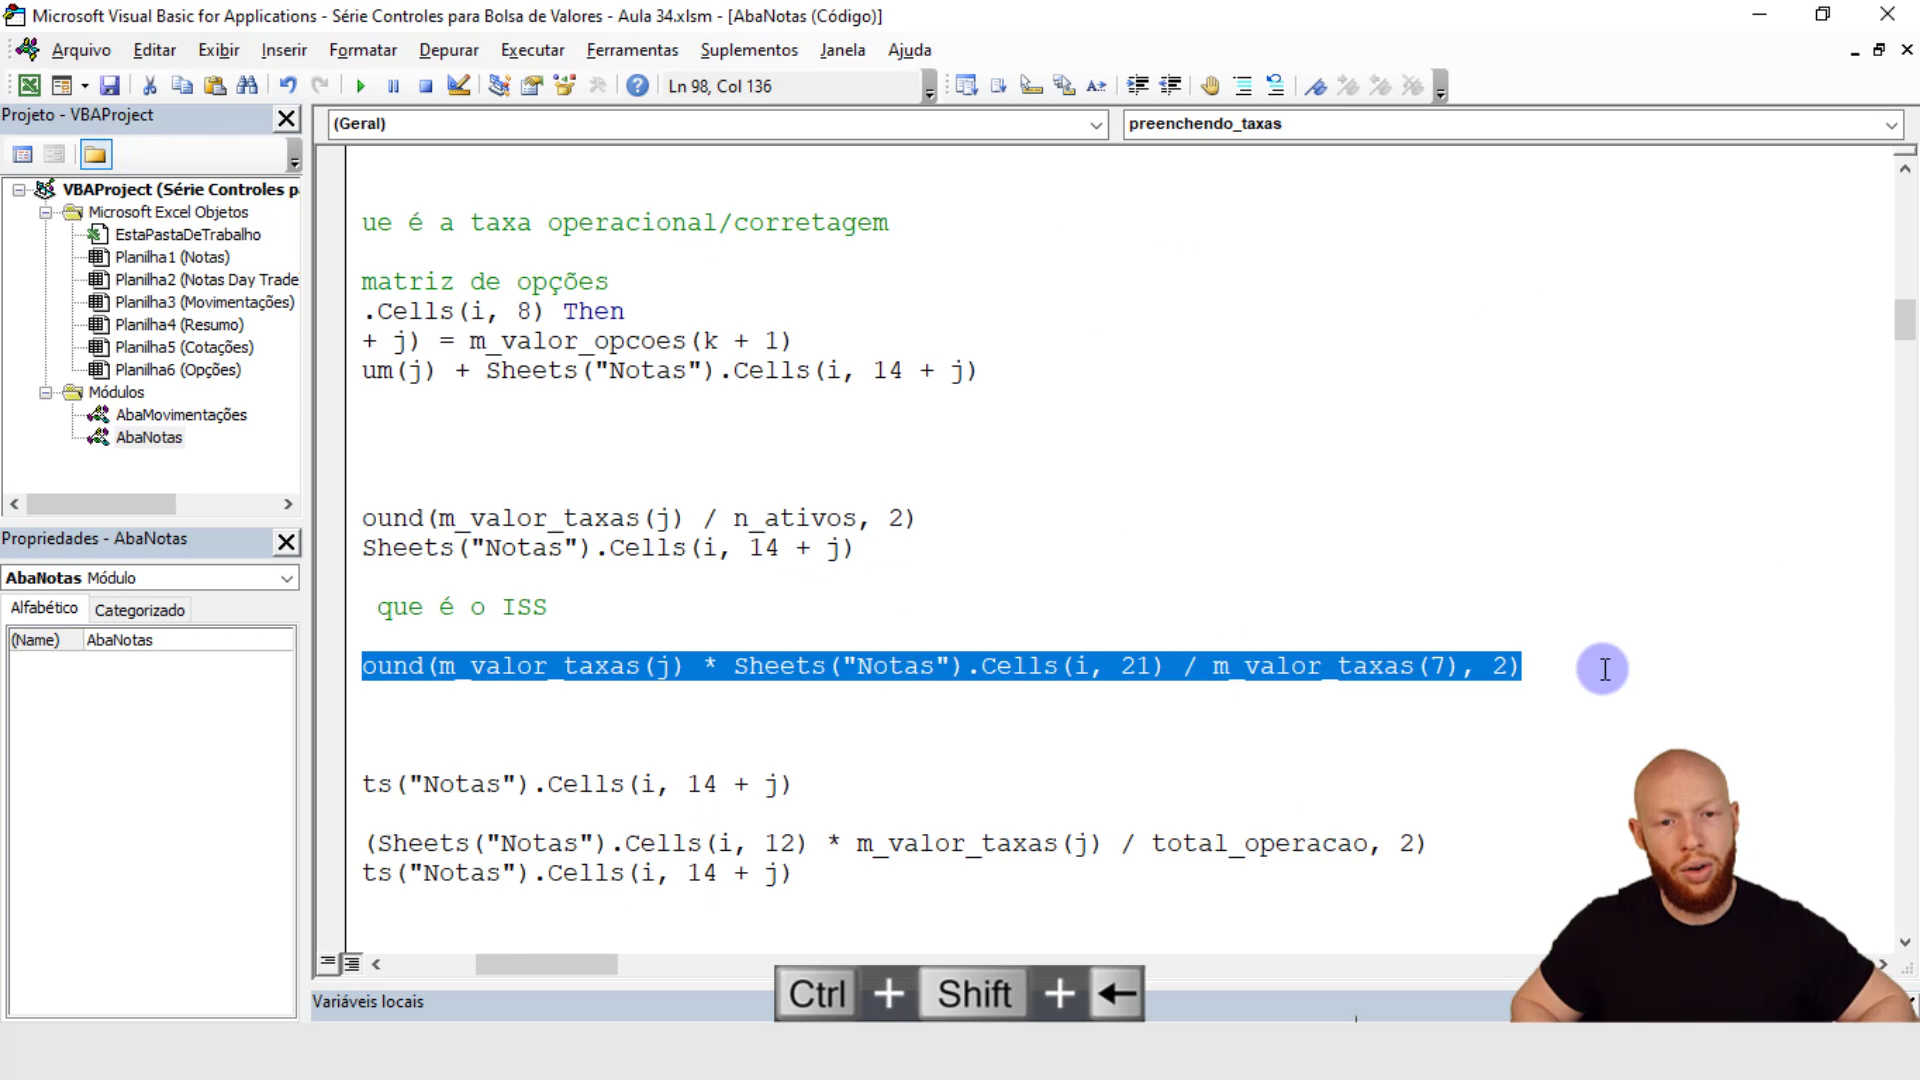 Microsoft Visual Basic for Applications - Série Controles para Bolsa de Valores - Aula 34.xlsm - [AbaNotas (Código)]
Arquivo Editar Exibir Inserir Formatar Depurar Executar Ferramentas Suplementos Janela Ajuda
Ln 98, Col 136
Projeto - VBAProject
(Geral)
preenchendo_taxas
VBAProject (Série Controles p
Microsoft Excel Objetos
EstaPastaDeTrabalho
Planilha1 (Notas)
Planilha2 (Notas Day Trade
Planilha3 (Movimentações)
Planilha4 (Resumo)
Planilha5 (Cotações)
Planilha6 (Opções)
Módulos
AbaMovimentações
AbaNotas
Propriedades - AbaNotas
AbaNotas Módulo
Alfabético Categorizado
(Name) AbaNotas
ue é a taxa operacional/corretagem
matriz de opções
.Cells(i, 8) Then
+ j) = m_valor_opcoes(k + 1)
um(j) + Sheets("Notas").Cells(i, 14 + j)
ound(m_valor_taxas(j) / n_ativos, 2)
Sheets("Notas").Cells(i, 14 + j)
que é o ISS
ound(m_valor_taxas(j) * Sheets("Notas").Cells(i, 21) / m_valor_taxas(7), 2)
ts("Notas").Cells(i, 14 + j)
(Sheets("Notas").Cells(i, 12) * m_valor_taxas(j) / total_operacao, 2)
ts("Notas").Cells(i, 14 + j)
Variáveis locais
Ctrl + Shift + ←